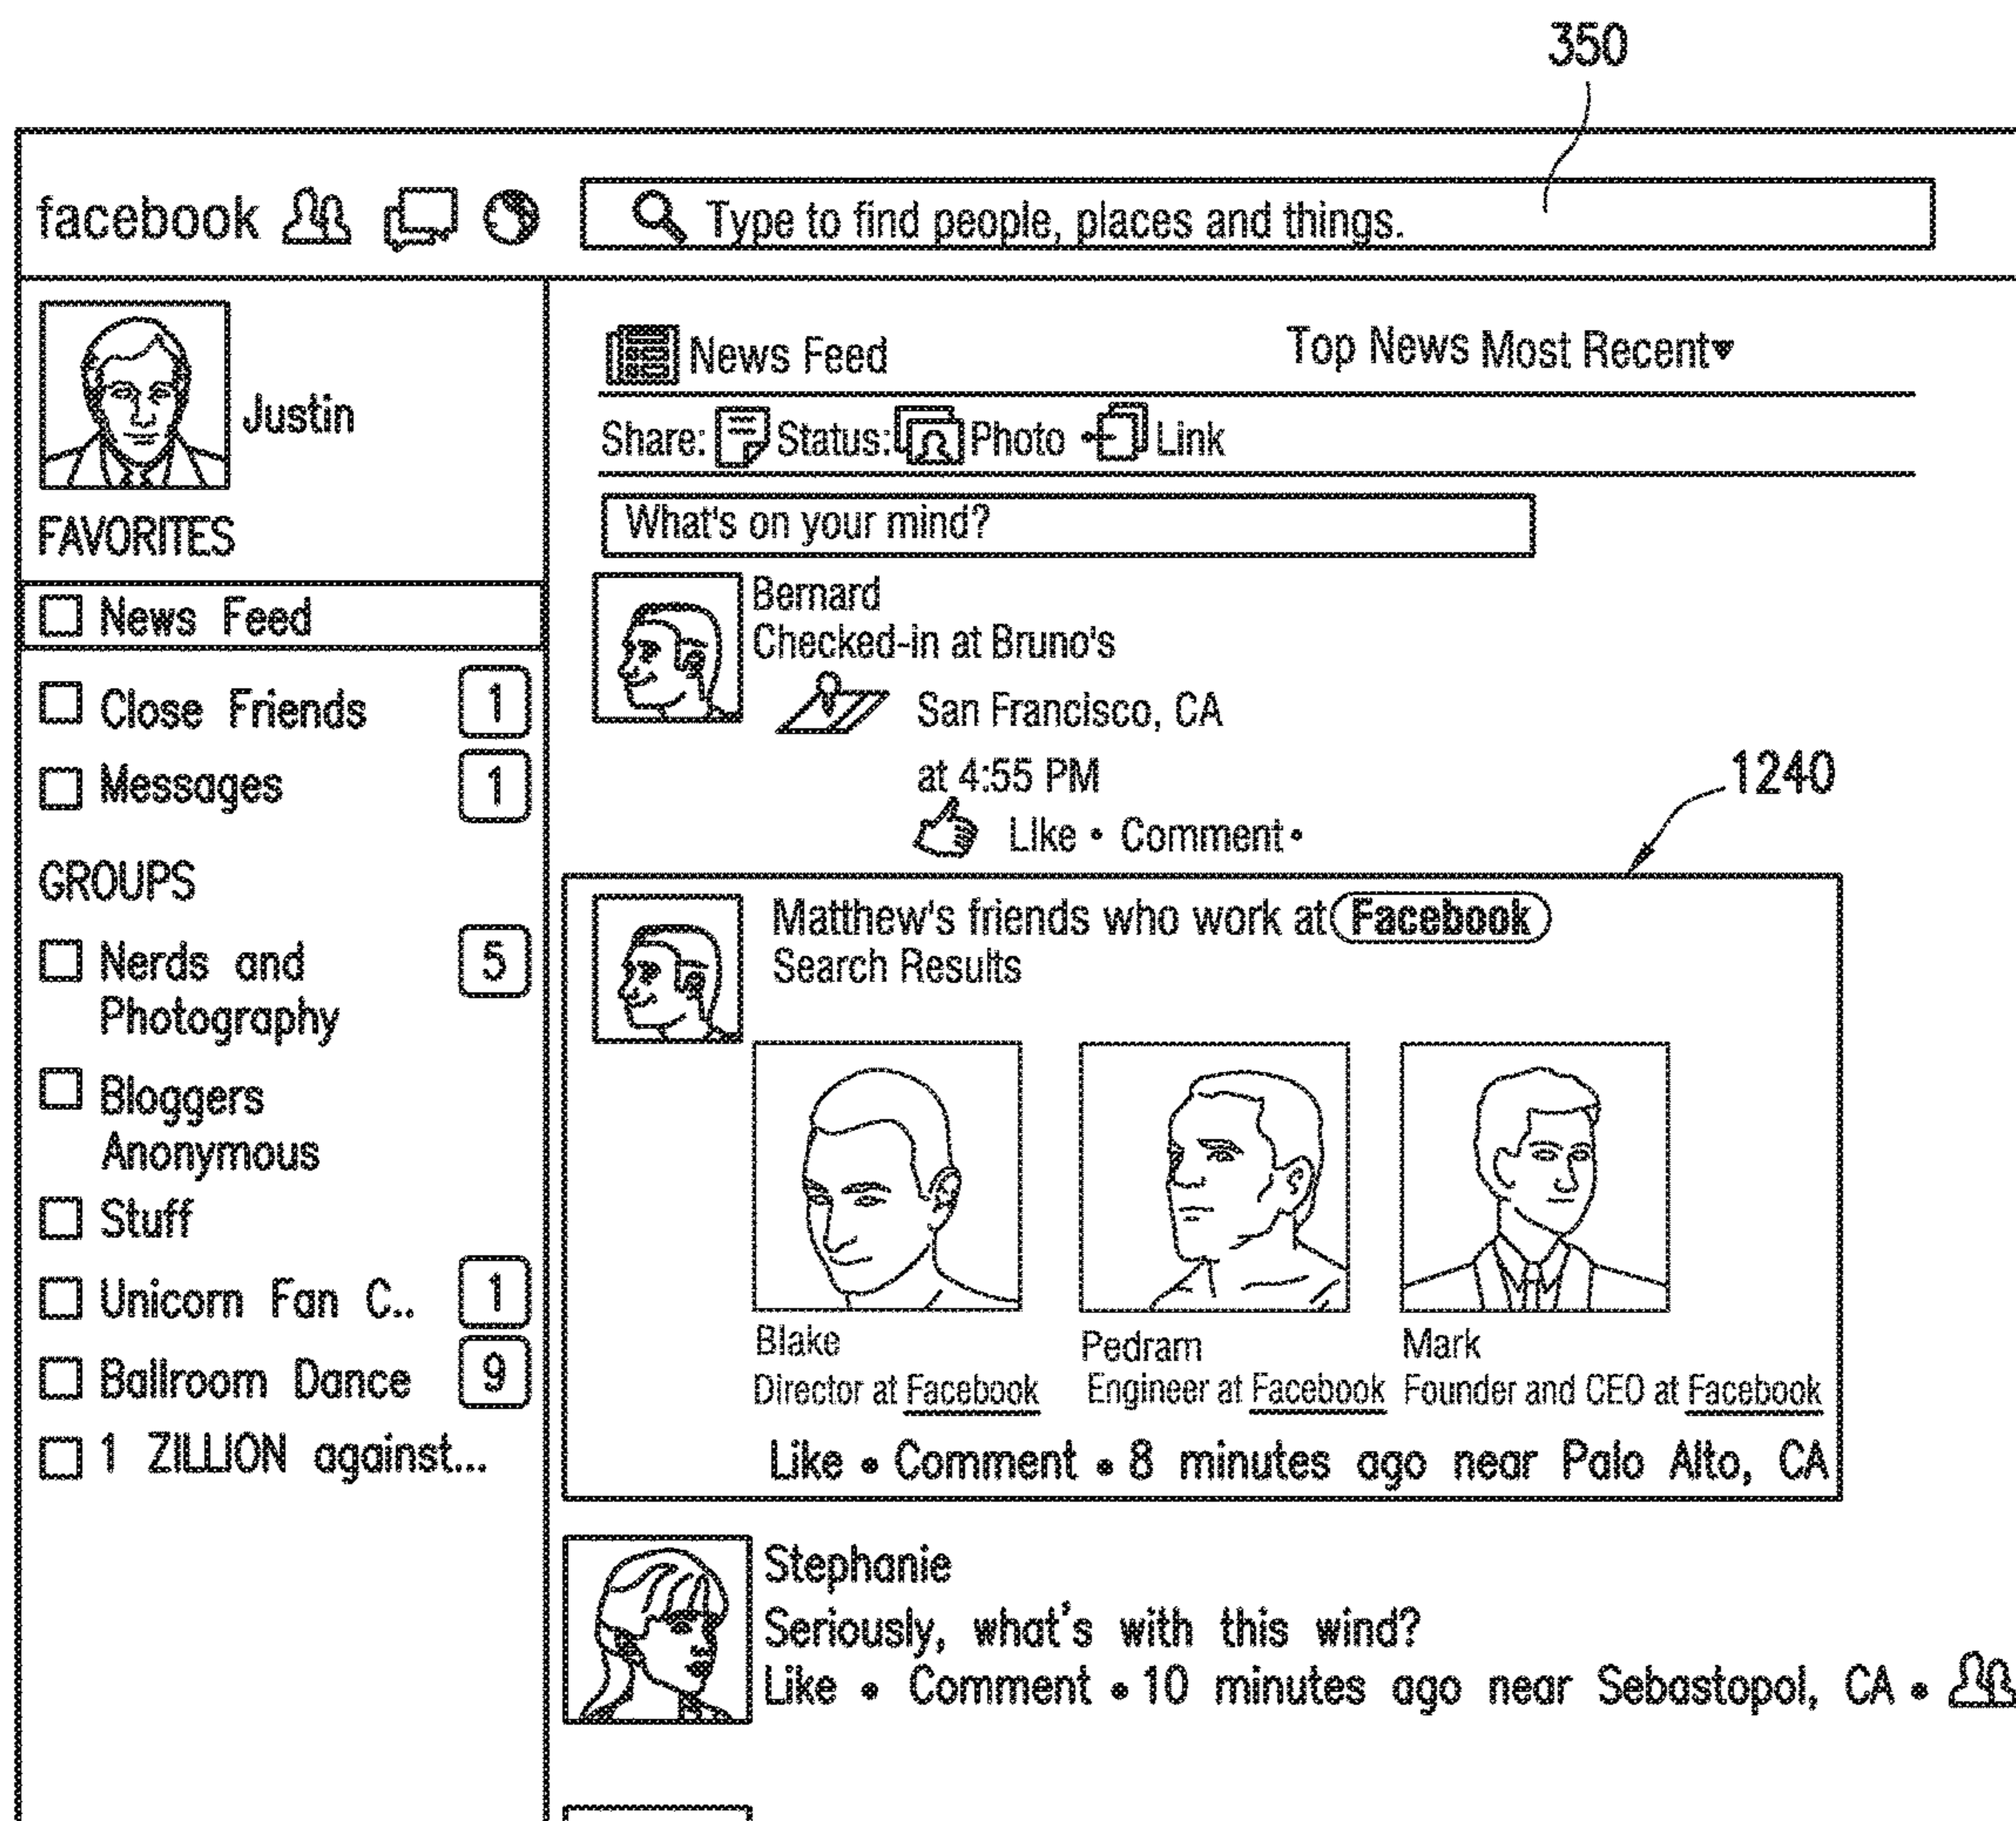 350
facebook
Type to find people, places and things.
Justin
FAVORITES
News Feed
Close Friends 1
Messages 1
GROUPS
Nerds and 5
Photography
Bloggers
Anonymous
Stuff
Unicorn Fan C.. 1
Ballroom Dance 9
1 ZILLION against...
News Feed Top News Most Recent▾
Share: Status: Photo Link
What's on your mind?
Bernard
Checked-in at Bruno's
San Francisco, CA
at 4:55 PM
Like • Comment •
1240
Matthew's friends who work at Facebook
Search Results
Blake
Director at Facebook
Pedram
Engineer at Facebook
Mark
Founder and CEO at Facebook
Like • Comment • 8 minutes ago near Palo Alto, CA
Stephanie
Seriously, what's with this wind?
Like • Comment • 10 minutes ago near Sebastopol, CA •